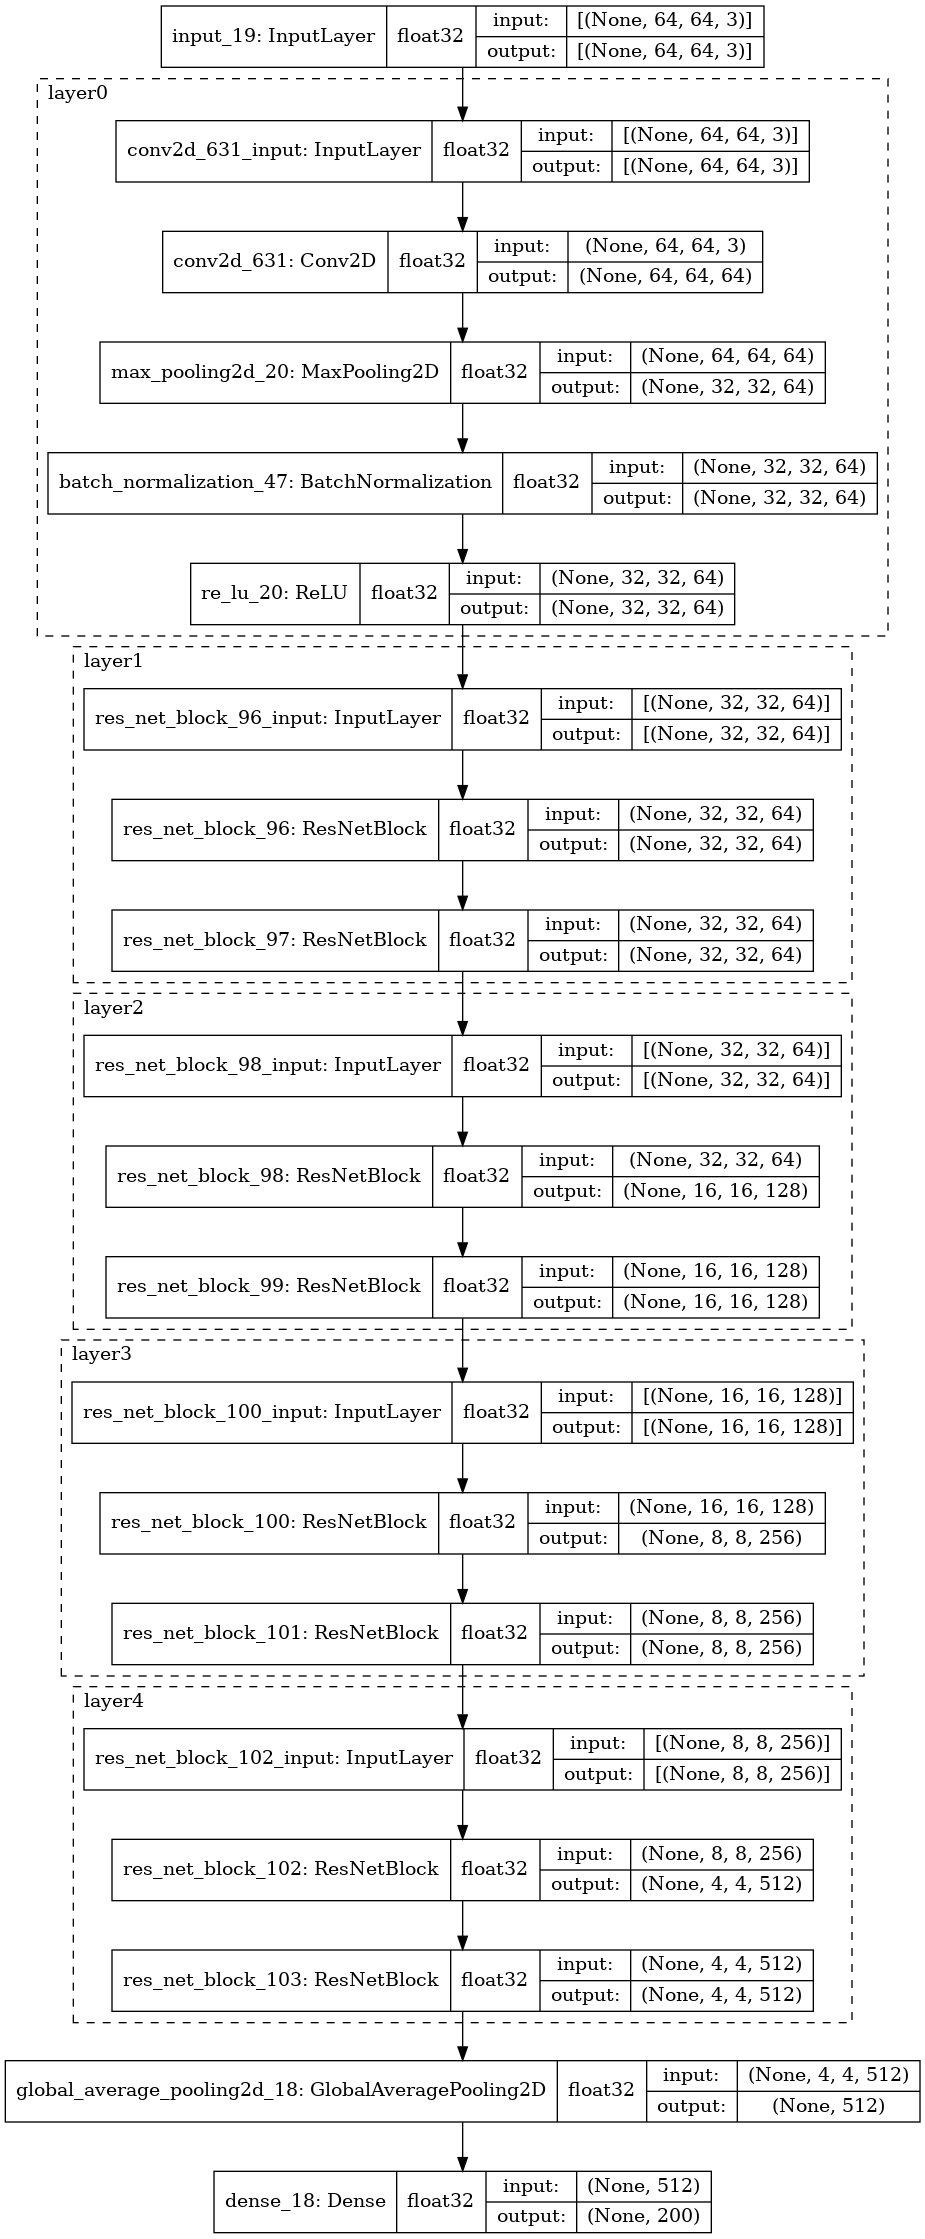 input_19: InputLayer float32 input: [(None, 64, 64, 3)]
output: [(None, 64, 64, 3)]
layer0
conv2d_631_input: InputLayer float32 input: [(None, 64, 64, 3)]
output: [(None, 64, 64, 3)]
conv2d_631: Conv2D float32 input: (None, 64, 64, 3)
output: (None, 64, 64, 64)
max_pooling2d_20: MaxPooling2D float32 input: (None, 64, 64, 64)
output: (None, 32, 32, 64)
batch_normalization_47: BatchNormalization float32 input: (None, 32, 32, 64)
output: (None, 32, 32, 64)
re_lu_20: ReLU float32 input: (None, 32, 32, 64)
output: (None, 32, 32, 64)
layer1
res_net_block_96_input: InputLayer float32 input: [(None, 32, 32, 64)]
output: [(None, 32, 32, 64)]
res_net_block_96: ResNetBlock float32 input: (None, 32, 32, 64)
output: (None, 32, 32, 64)
res_net_block_97: ResNetBlock float32 input: (None, 32, 32, 64)
output: (None, 32, 32, 64)
layer2
res_net_block_98_input: InputLayer float32 input: [(None, 32, 32, 64)]
output: [(None, 32, 32, 64)]
res_net_block_98: ResNetBlock float32 input: (None, 32, 32, 64)
output: (None, 16, 16, 128)
res_net_block_99: ResNetBlock float32 input: (None, 16, 16, 128)
output: (None, 16, 16, 128)
layer3
res_net_block_100_input: InputLayer float32 input: [(None, 16, 16, 128)]
output: [(None, 16, 16, 128)]
res_net_block_100: ResNetBlock float32 input: (None, 16, 16, 128)
output: (None, 8, 8, 256)
res_net_block_101: ResNetBlock float32 input: (None, 8, 8, 256)
output: (None, 8, 8, 256)
layer4
res_net_block_102_input: InputLayer float32 input: [(None, 8, 8, 256)]
output: [(None, 8, 8, 256)]
res_net_block_102: ResNetBlock float32 input: (None, 8, 8, 256)
output: (None, 4, 4, 512)
res_net_block_103: ResNetBlock float32 input: (None, 4, 4, 512)
output: (None, 4, 4, 512)
global_average_pooling2d_18: GlobalAveragePooling2D float32 input: (None, 4, 4, 512)
output: (None, 512)
dense_18: Dense float32 input: (None, 512)
output: (None, 200)